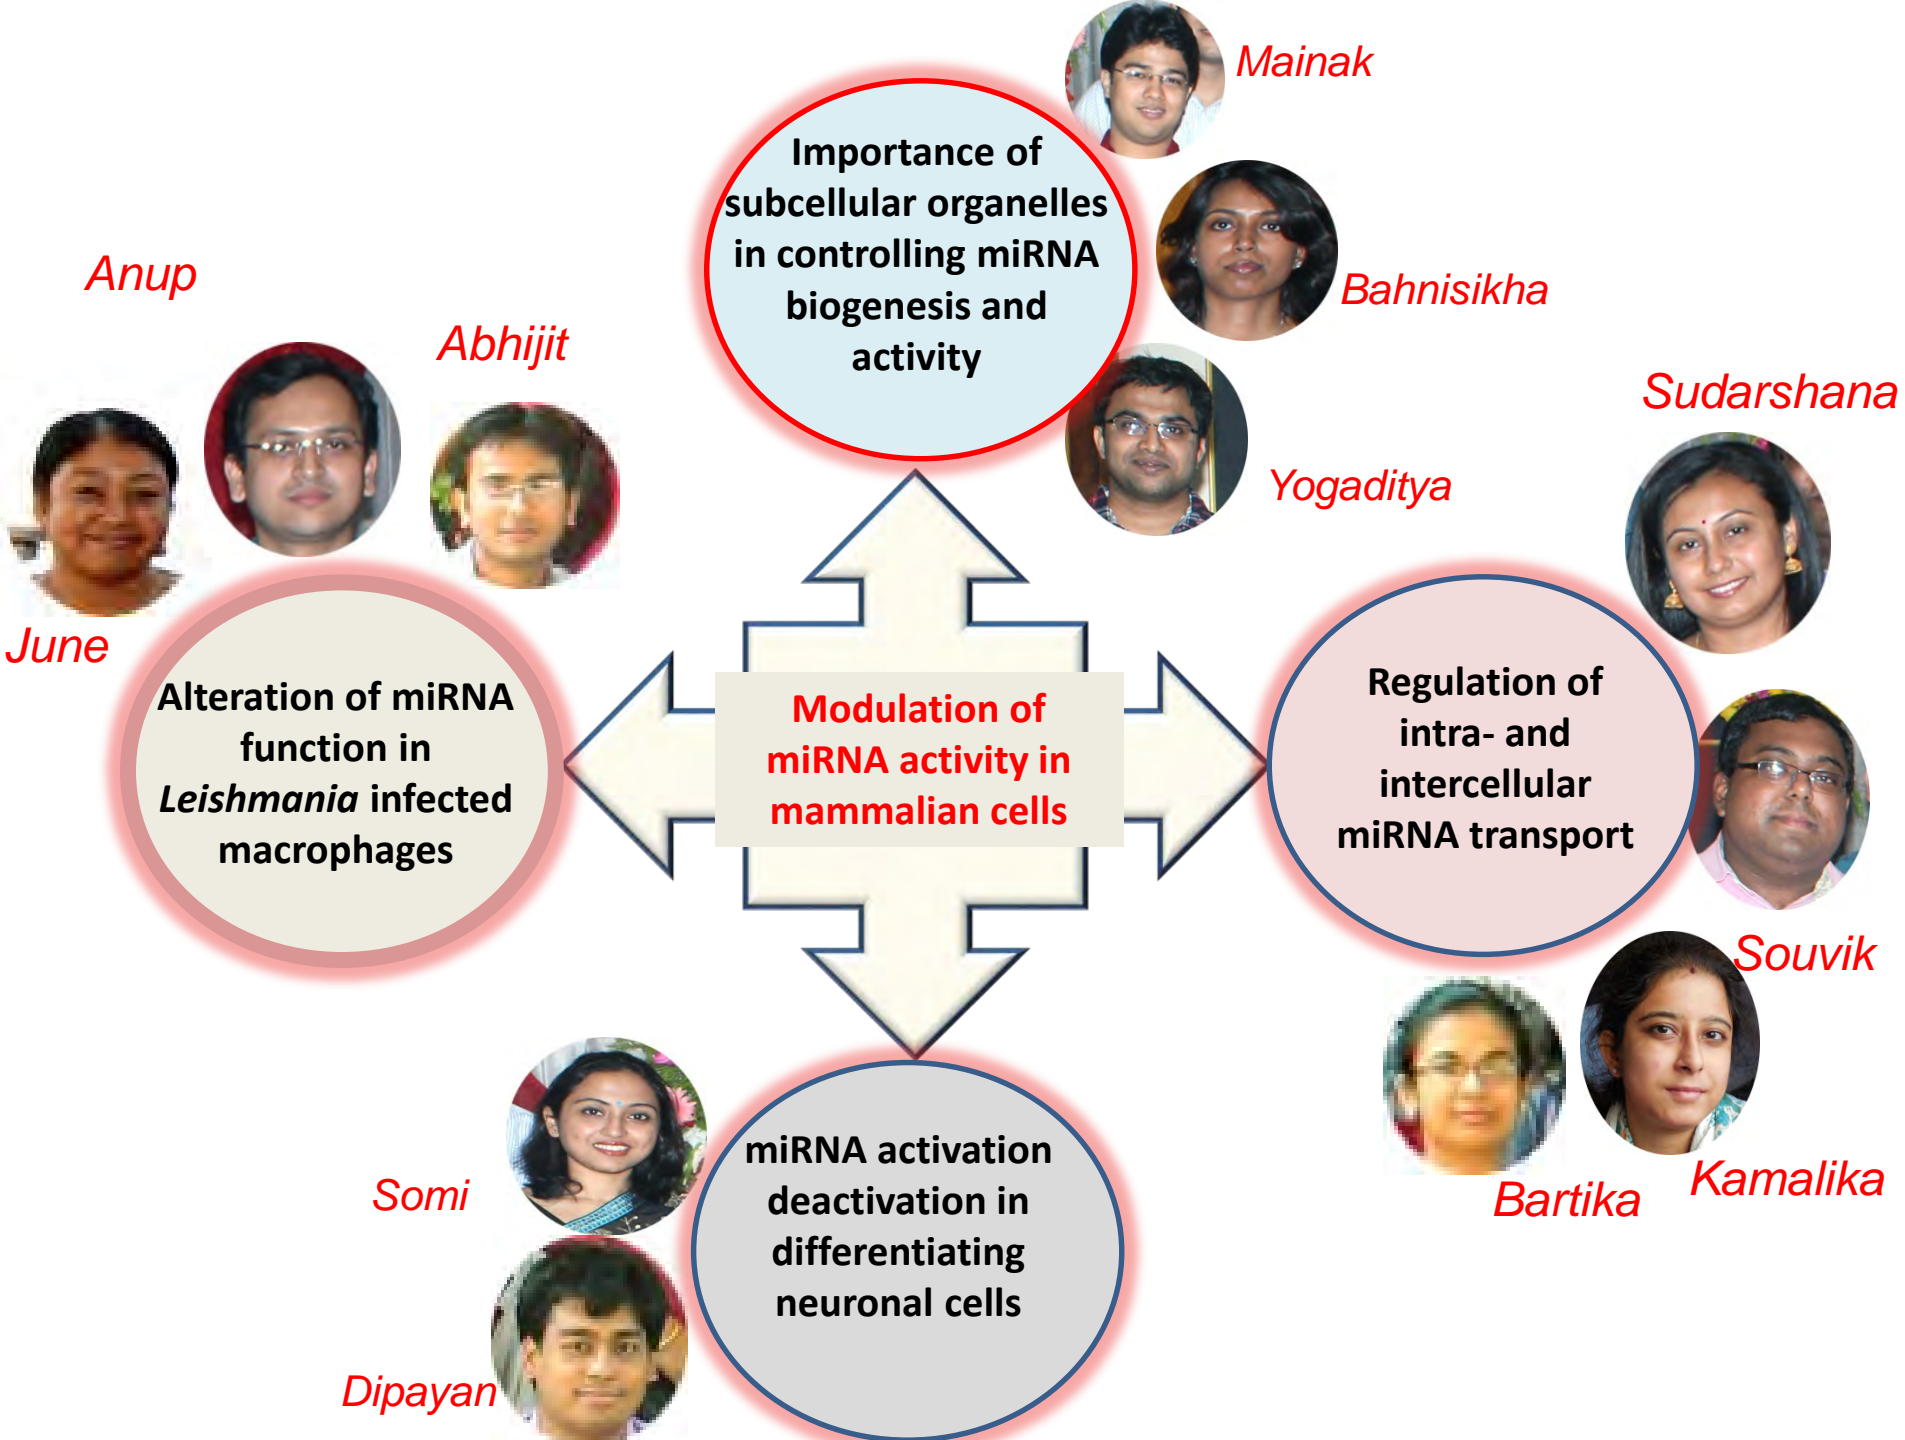 Mainak
Importance of
subcellular organelles
in controlling miRNA
biogenesis and
activity
Bahnisikha
Yogaditya
Anup
Abhijit
June
Alteration of miRNA
function in
Leishmania infected
macrophages
Modulation of
miRNA activity in
mammalian cells
Sudarshana
Regulation of
intra- and
intercellular
miRNA transport
Souvik
Kamalika
Bartika
Somi
miRNA activation
deactivation in
differentiating
neuronal cells
Dipayan